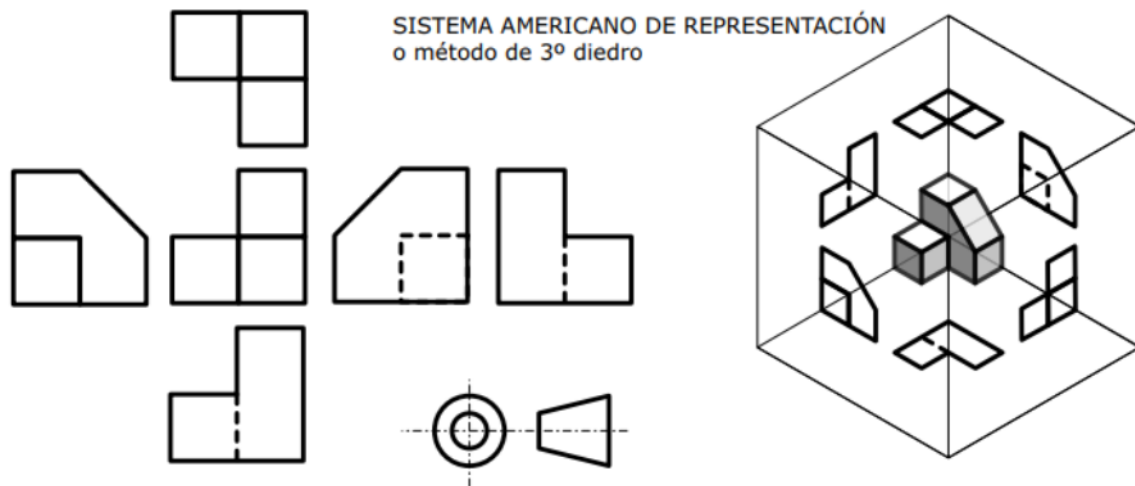 SISTEMA AMERICANO DE REPRESENTACIÓN
o método de 3º diedro